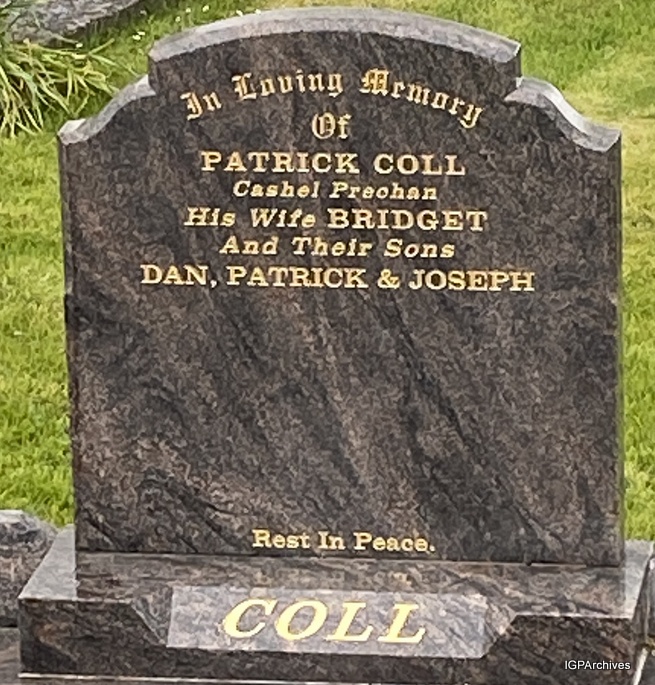 In Loving Memory
Of
PATRICK COLL
Cashel Preohan
His Wife BRIDGET
And Their Sons
DAN, PATRICK & JOSEPH
Rest In Peace.
COLL
IGPArchives